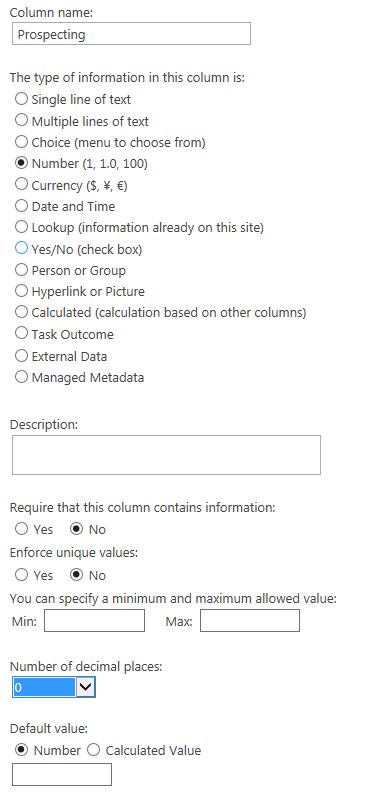 Column name:
Prospecting
The type of information in this column is:
Single line of text
Multiple lines of text
Choice (menu to choose from)
Number (1, 1.0, 100)
Currency ($, ¥, €)
Date and Time
Lookup (information already on this site)
Yes/No (check box)
Person or Group
Hyperlink or Picture
Calculated (calculation based on other columns)
Task Outcome
External Data
Managed Metadata
Description:
Require that this column contains information:
Yes No
Enforce unique values:
Yes No
You can specify a minimum and maximum allowed value:
Min: Max:
Number of decimal places:
0
Default value:
Number Calculated Value